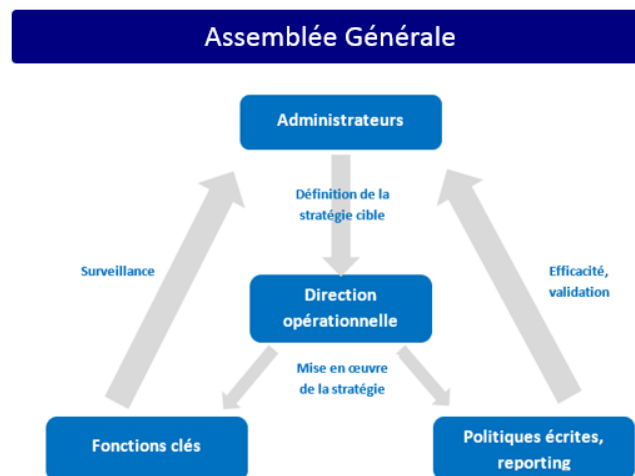 Assemblée Générale
Administrateurs
Définition de la
stratégie cible
Surveillance
Efficacité,
validation
Direction
opérationnelle
Mise en œuvre
de la stratégie
Fonctions clés
Politiques écrites,
reporting